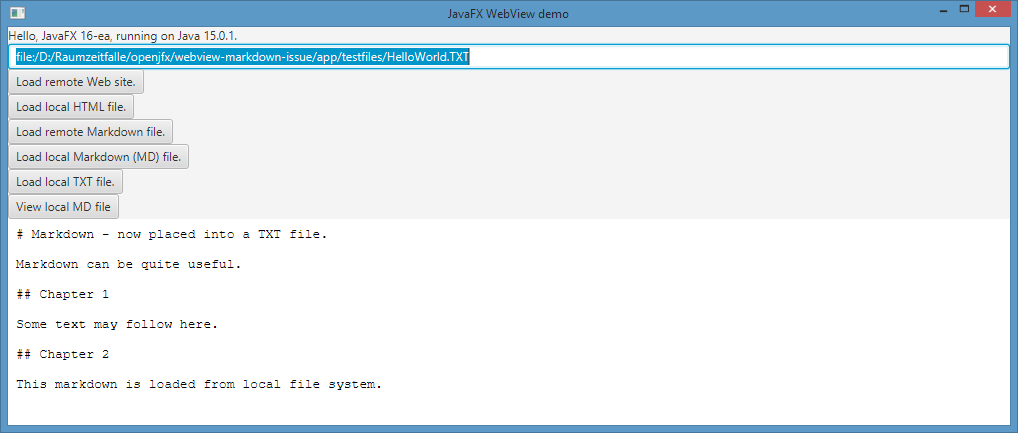 JavaFX WebView demo
Hello, JavaFX 16-ea, running on Java 15.0.1.
file:/D:/Raumzeitfalle/openjfx/webview-markdown-issue/app/testfiles/HelloWorld.TXT
Load remote Web site.
Load local HTML file.
Load remote Markdown file.
Load local Markdown (MD) file.
Load local TXT file.
View local MD file
# Markdown - now placed into a TXT file.
Markdown can be quite useful.
## Chapter 1
Some text may follow here.
## Chapter 2
This markdown is loaded from local file system.